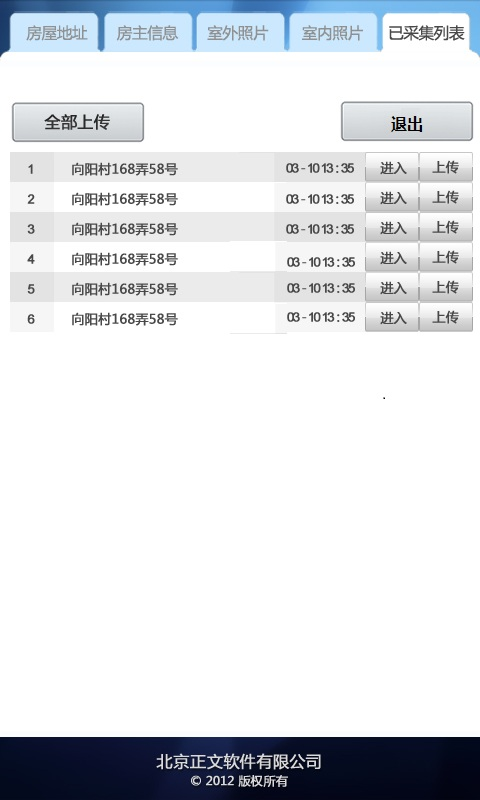 房屋地址 房主信息 室外照片 室内照片 已采集列表
全部上传 退出
1 向阳村168弄58号 03-10 13:35 进入 上传
2 向阳村168弄58号 03-10 13:35 进入 上传
3 向阳村168弄58号 03-10 13:35 进入 上传
4 向阳村168弄58号 03-10 13:35 进入 上传
5 向阳村168弄58号 03-10 13:35 进入 上传
6 向阳村168弄58号 03-10 13:35 进入 上传
北京正文软件有限公司
© 2012 版权所有